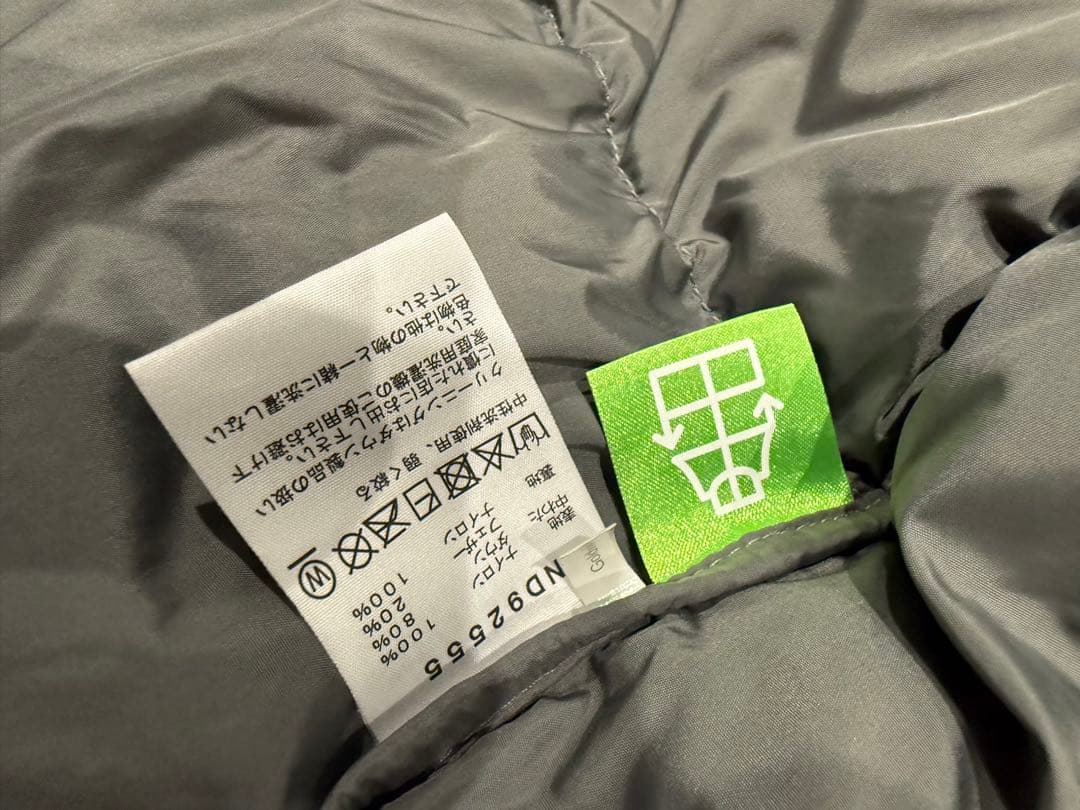 ND92555
表地 ナイロン 100%
中わた ダウン 80%
フェザー 20%
裏地 ナイロン 100%
W
中性洗剤使用、弱く絞る
クリーニングはダウン製品の扱い
に慣れた店にお出し下さい。
家庭用洗濯機のご使用はお避け下
さい。
色物は他の物と一緒に洗濯しない
で下さい。